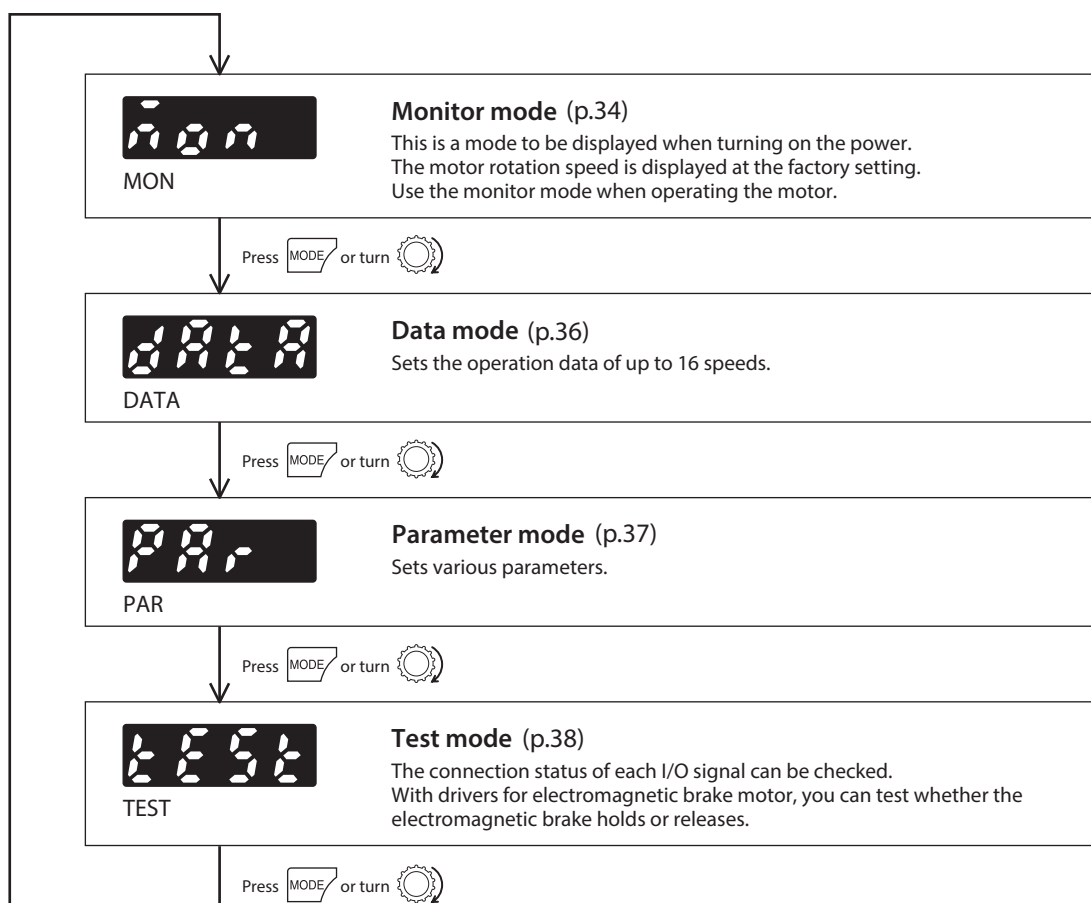 mon
MON
Monitor mode (p.34)
This is a mode to be displayed when turning on the power.
The motor rotation speed is displayed at the factory setting.
Use the monitor mode when operating the motor.
Press MODE or turn
dAtA
DATA
Data mode (p.36)
Sets the operation data of up to 16 speeds.
Press MODE or turn
PAr
PAR
Parameter mode (p.37)
Sets various parameters.
Press MODE or turn
tESt
TEST
Test mode (p.38)
The connection status of each I/O signal can be checked.
With drivers for electromagnetic brake motor, you can test whether the
electromagnetic brake holds or releases.
Press MODE or turn